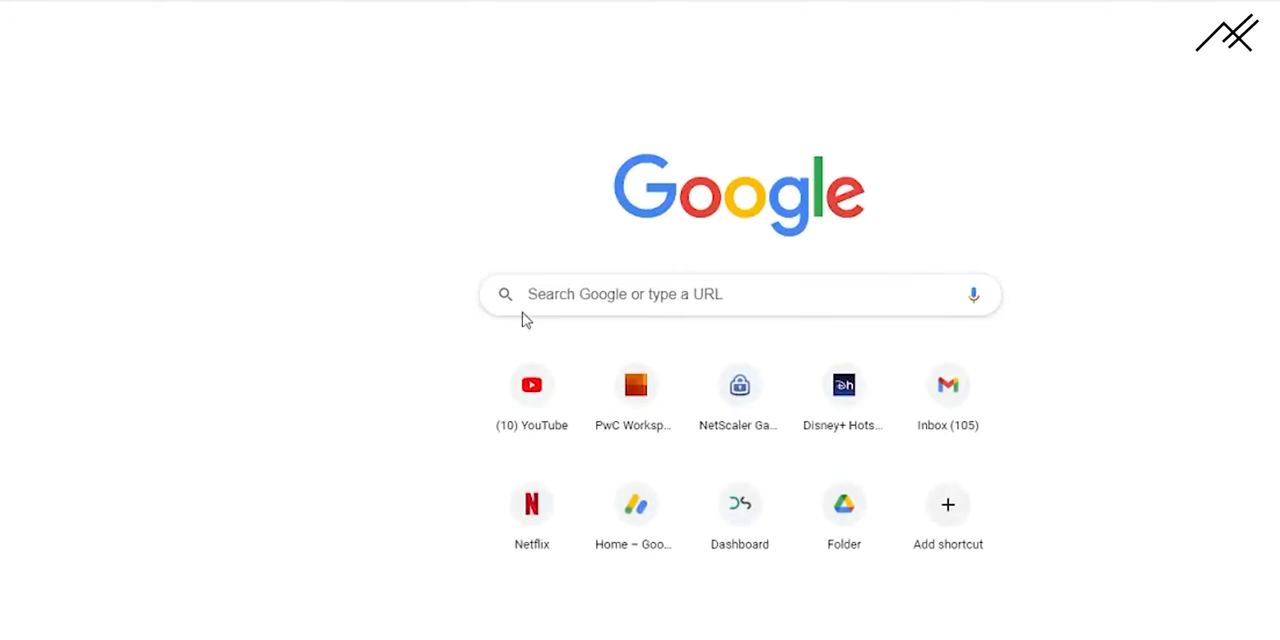 Google
Search Google or type a URL
(10) YouTube
PwC Worksp...
NetScaler Ga...
Disney+ Hots...
Inbox (105)
Netflix
Home – Goo...
Dashboard
Folder
Add shortcut